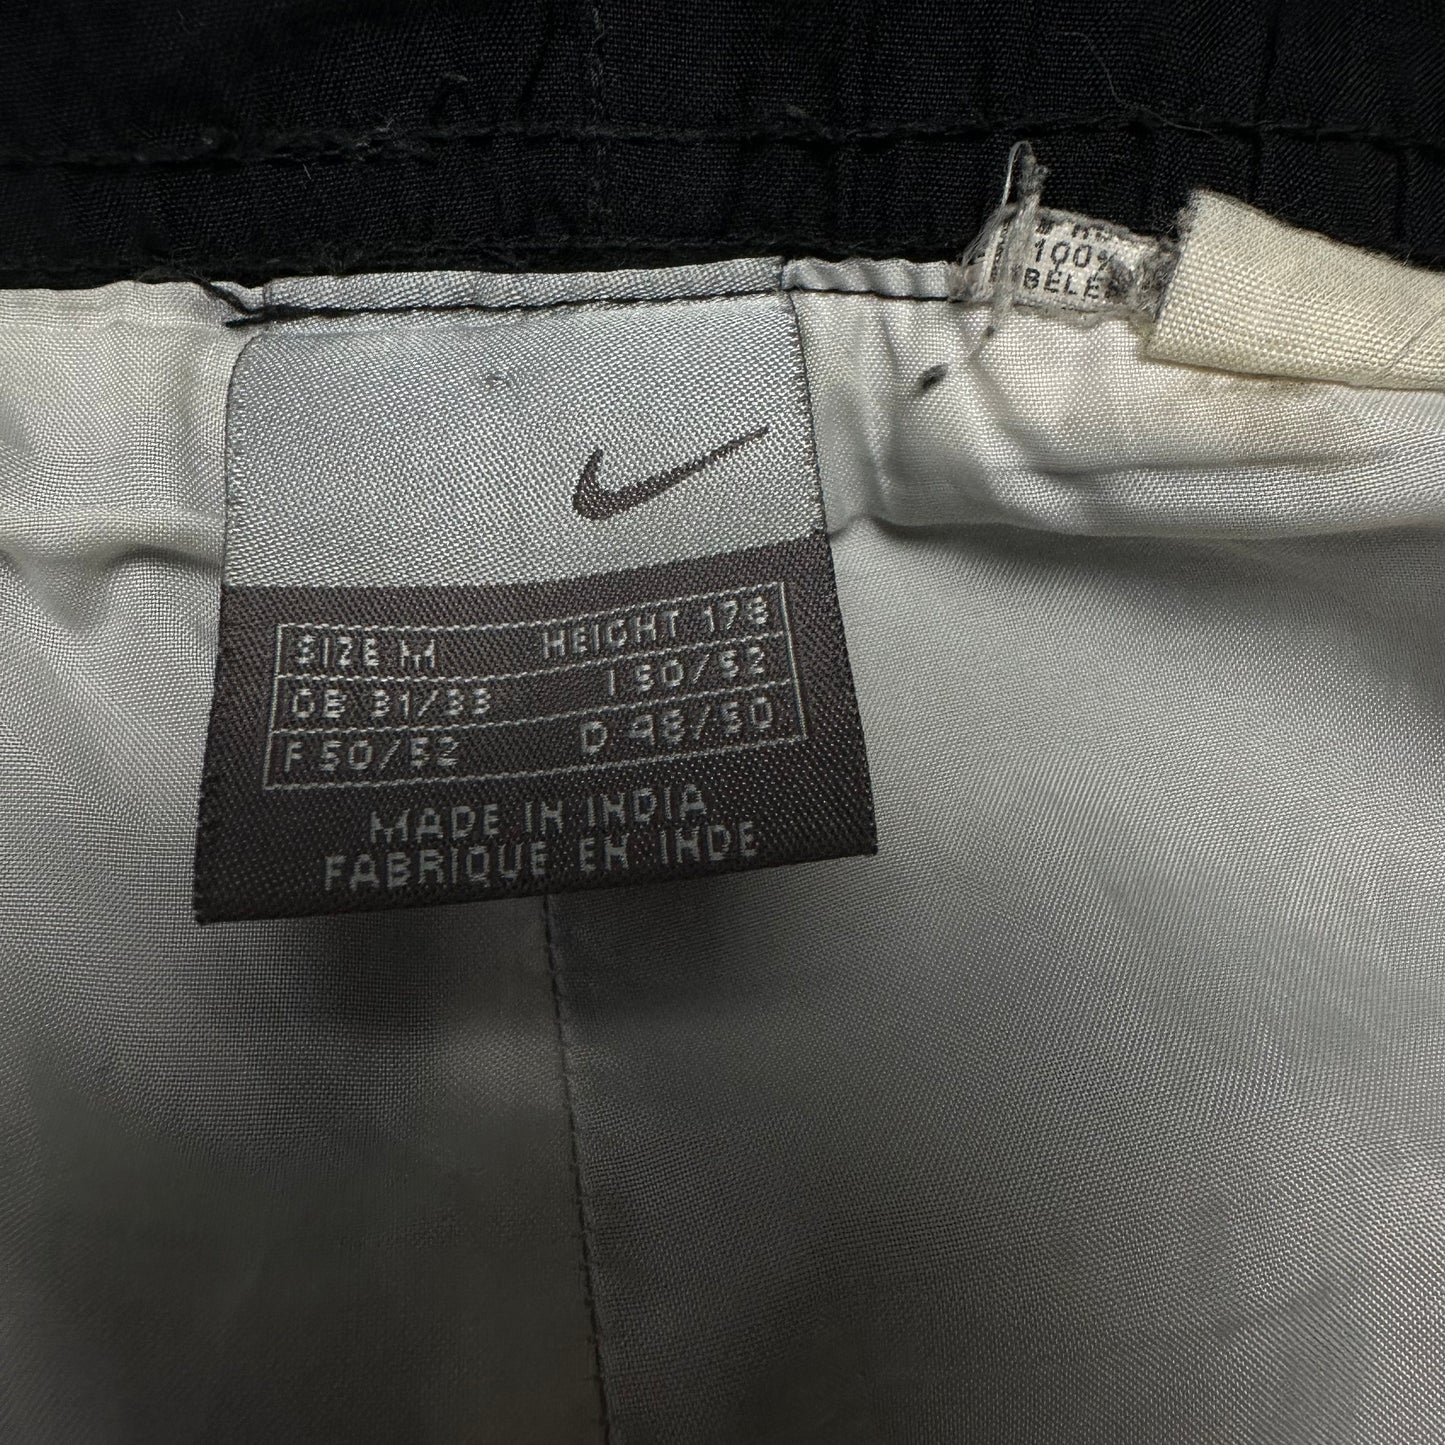 SIZE M HEIGHT 178
GB 31/33 I 50/52
F 50/52 D 48/50
MADE IN INDIA
FABRIQUE EN INDE
100%